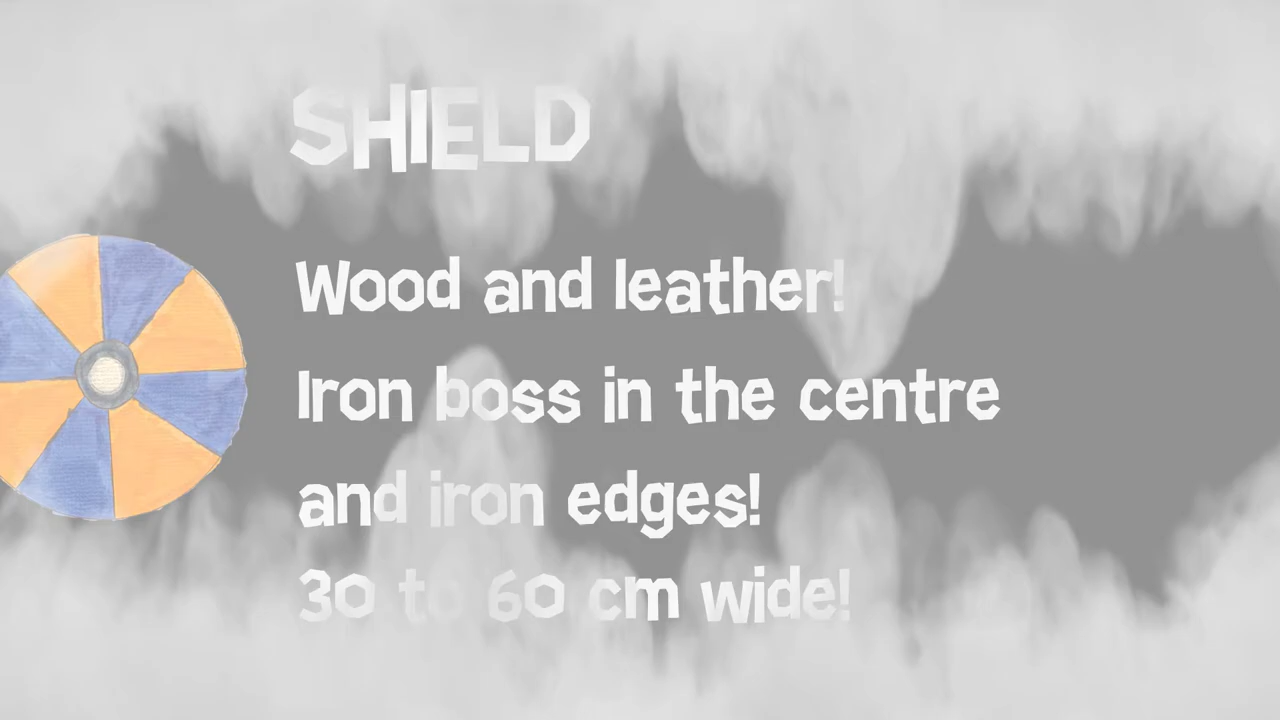 SHIELD
Wood and leather!
Iron boss in the centre
and iron edges!
30 to 60 cm wide!